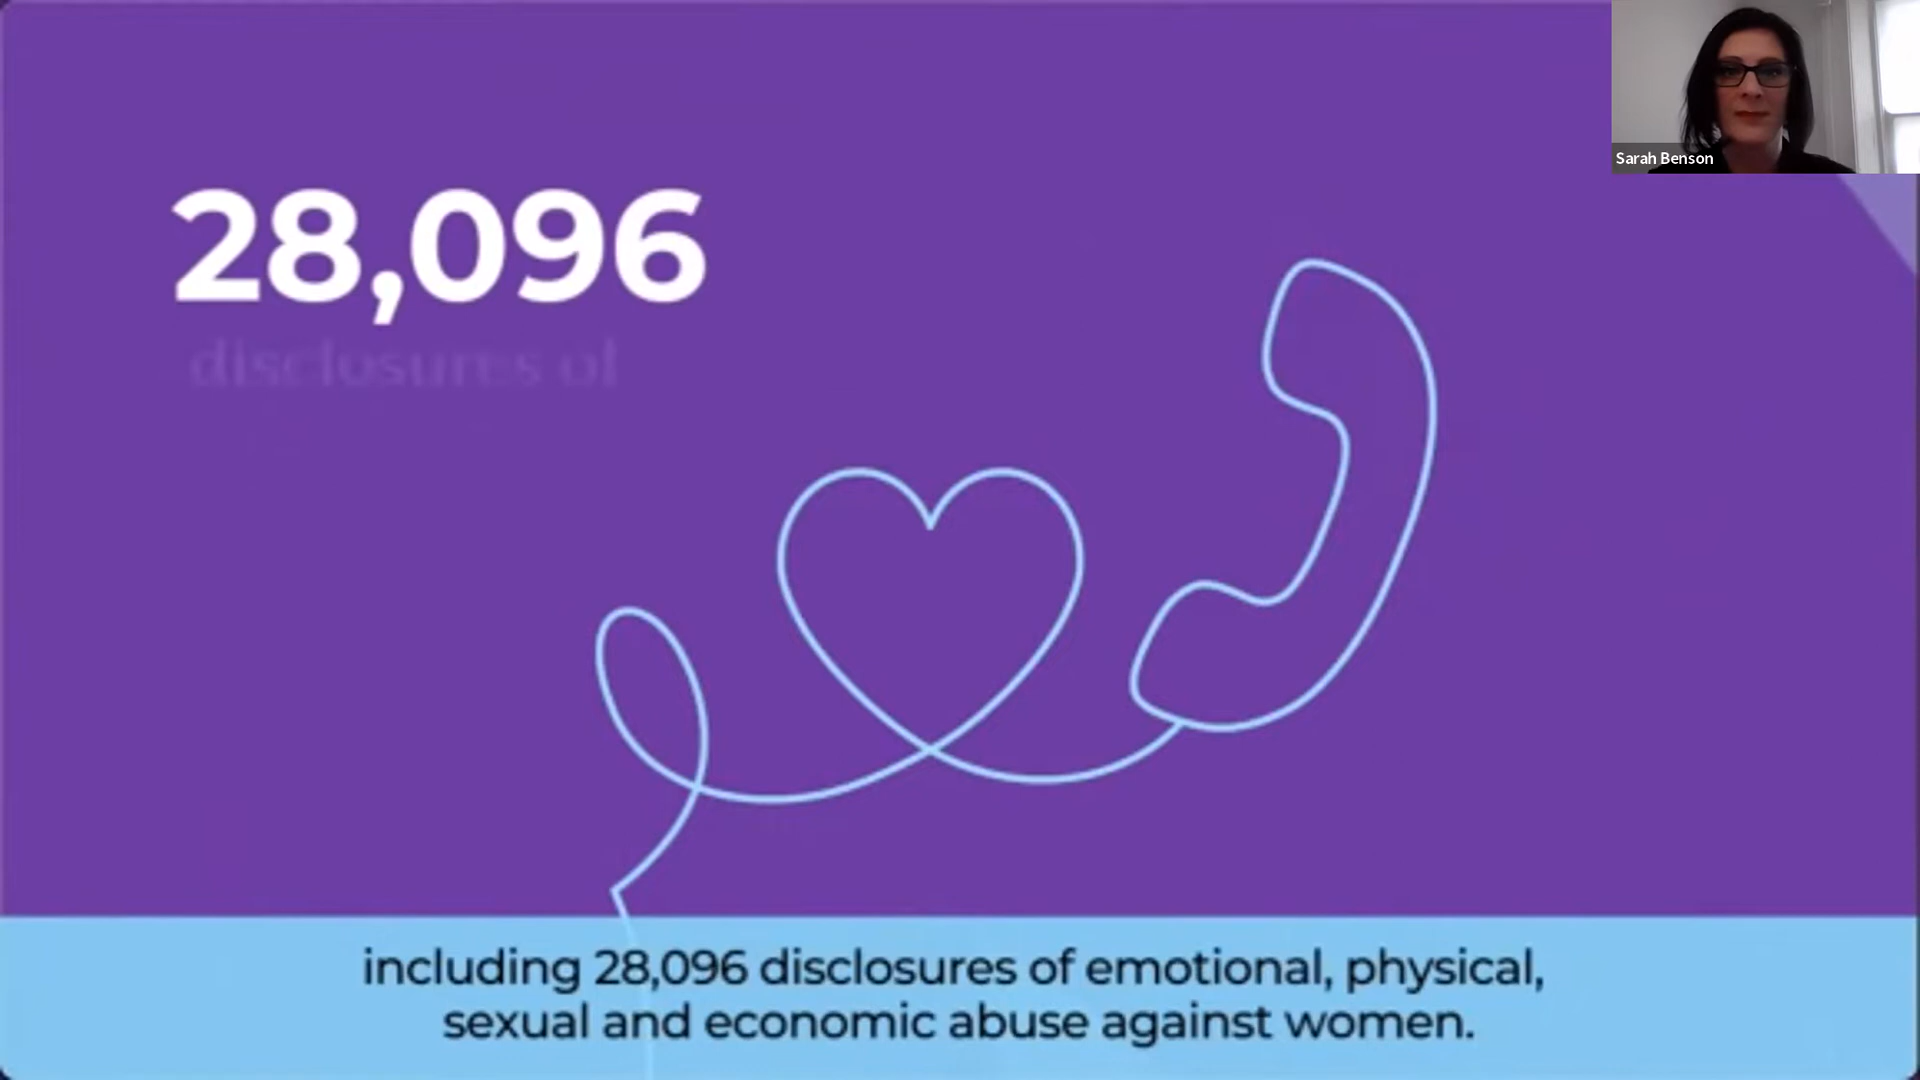 Sarah Benson
28,096
disclosures of
including 28,096 disclosures of emotional, physical,
sexual and economic abuse against women.